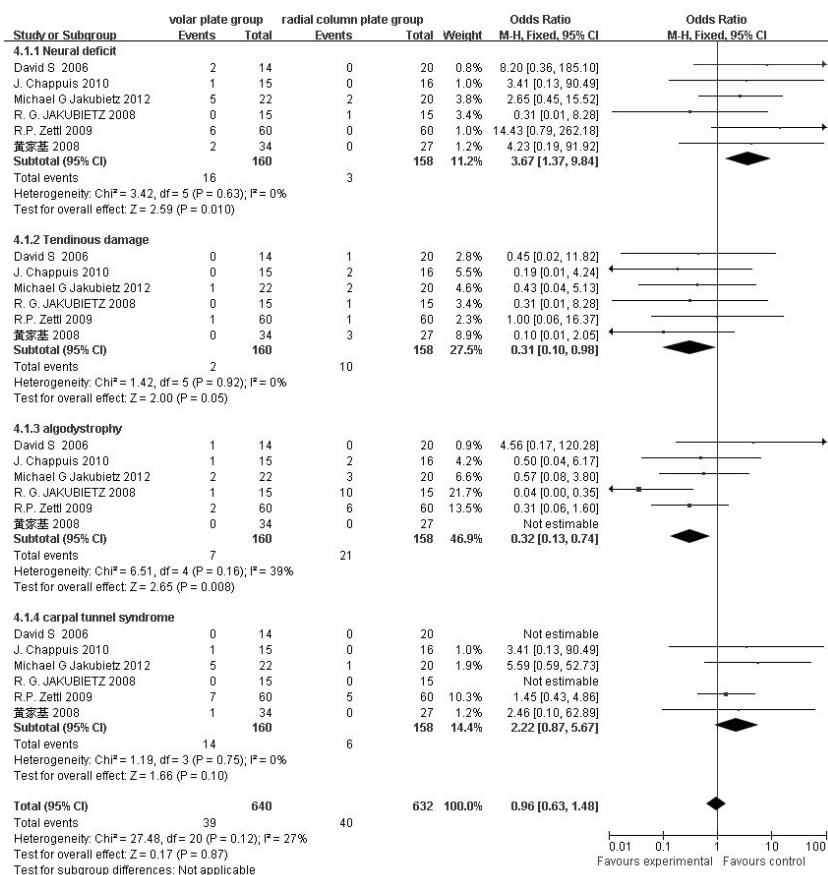 volar plate group radial column plate group Odds Ratio Odds Ratio
Study or Subgroup Events Total Events Total Weight M-H, Fixed, 95% CI M-H, Fixed, 95% CI
4.1.1 Neural deficit
David S 2006 2 14 0 20 0.8% 8.20 [0.36, 185.10]
J. Chappuis 2010 1 15 0 16 1.0% 3.41 [0.13, 90.49]
Michael G Jakubietz 2012 5 22 2 20 3.8% 2.65 [0.45, 15.52]
R. G. JAKUBIETZ 2008 0 15 1 15 3.4% 0.31 [0.01, 8.28]
R.P. Zettl 2009 6 60 0 60 1.0% 14.43 [0.79, 262.18]
黃家基 2008 2 34 0 27 1.2% 4.23 [0.19, 91.92]
Subtotal (95% CI) 160 158 11.2% 3.67 [1.37, 9.84]
Total events 16 3
Heterogeneity: Chi² = 3.42, df = 5 (P = 0.63); I² = 0%
Test for overall effect: Z = 2.59 (P = 0.010)
4.1.2 Tendinous damage
David S 2006 0 14 1 20 2.8% 0.45 [0.02, 11.82]
J. Chappuis 2010 0 15 2 16 5.5% 0.19 [0.01, 4.24]
Michael G Jakubietz 2012 1 22 2 20 4.6% 0.43 [0.04, 5.13]
R. G. JAKUBIETZ 2008 0 15 1 15 3.4% 0.31 [0.01, 8.28]
R.P. Zettl 2009 1 60 1 60 2.3% 1.00 [0.06, 16.37]
黃家基 2008 0 34 3 27 8.9% 0.10 [0.01, 2.05]
Subtotal (95% CI) 160 158 27.5% 0.31 [0.10, 0.98]
Total events 2 10
Heterogeneity: Chi² = 1.42, df = 5 (P = 0.92); I² = 0%
Test for overall effect: Z = 2.00 (P = 0.05)
4.1.3 algodystrophy
David S 2006 1 14 0 20 0.9% 4.56 [0.17, 120.28]
J. Chappuis 2010 1 15 2 16 4.2% 0.50 [0.04, 6.17]
Michael G Jakubietz 2012 2 22 3 20 6.6% 0.57 [0.08, 3.80]
R. G. JAKUBIETZ 2008 1 15 10 15 21.7% 0.04 [0.00, 0.35]
R.P. Zettl 2009 2 60 6 60 13.5% 0.31 [0.06, 1.60]
黃家基 2008 0 34 0 27 Not estimable
Subtotal (95% CI) 160 158 46.9% 0.32 [0.13, 0.74]
Total events 7 21
Heterogeneity: Chi² = 6.51, df = 4 (P = 0.16); I² = 39%
Test for overall effect: Z = 2.65 (P = 0.008)
4.1.4 carpal tunnel syndrome
David S 2006 0 14 0 20 Not estimable
J. Chappuis 2010 1 15 0 16 1.0% 3.41 [0.13, 90.49]
Michael G Jakubietz 2012 5 22 1 20 1.9% 5.59 [0.59, 52.73]
R. G. JAKUBIETZ 2008 0 15 0 15 Not estimable
R.P. Zettl 2009 7 60 5 60 10.3% 1.45 [0.43, 4.86]
黃家基 2008 1 34 0 27 1.2% 2.46 [0.10, 62.89]
Subtotal (95% CI) 160 158 14.4% 2.22 [0.87, 5.67]
Total events 14 6
Heterogeneity: Chi² = 1.19, df = 3 (P = 0.75); I² = 0%
Test for overall effect: Z = 1.66 (P = 0.10)
Total (95% CI) 640 632 100.0% 0.96 [0.63, 1.48]
Total events 39 40
Heterogeneity: Chi² = 27.48, df = 20 (P = 0.12); I² = 27%
Test for overall effect: Z = 0.17 (P = 0.87)
Test for subgroup differences: Not applicable
0.01 0.1 1 10 100
Favours experimental Favours control